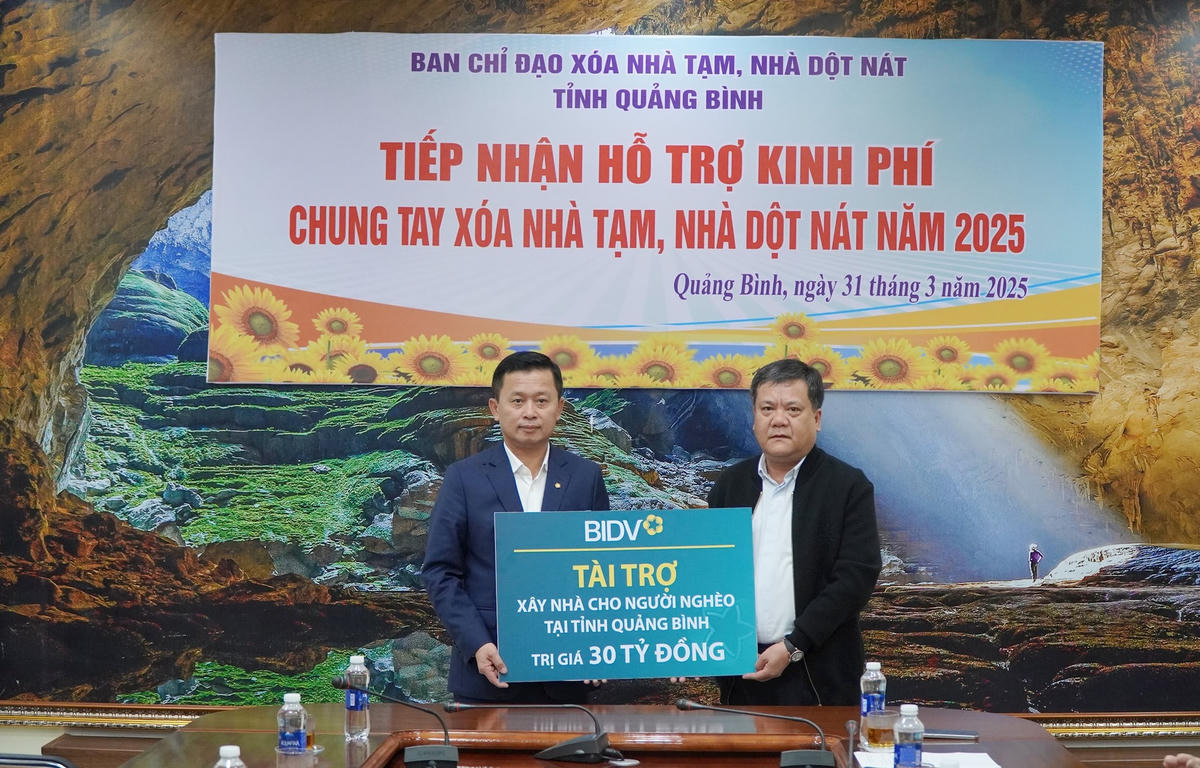 BAN CHỈ ĐẠO XÓA NHÀ TẠM, NHÀ DỘT NÁT
TỈNH QUẢNG BÌNH
TIẾP NHẬN HỖ TRỢ KINH PHÍ
CHUNG TAY XÓA NHÀ TẠM, NHÀ DỘT NÁT NĂM 2025
Quảng Bình, ngày 31 tháng 3 năm 2025
BIDV
TÀI TRỢ
XÂY NHÀ CHO NGƯỜI NGHÈO
TẠI TỈNH QUẢNG BÌNH
TRỊ GIÁ 30 TỶ ĐỒNG